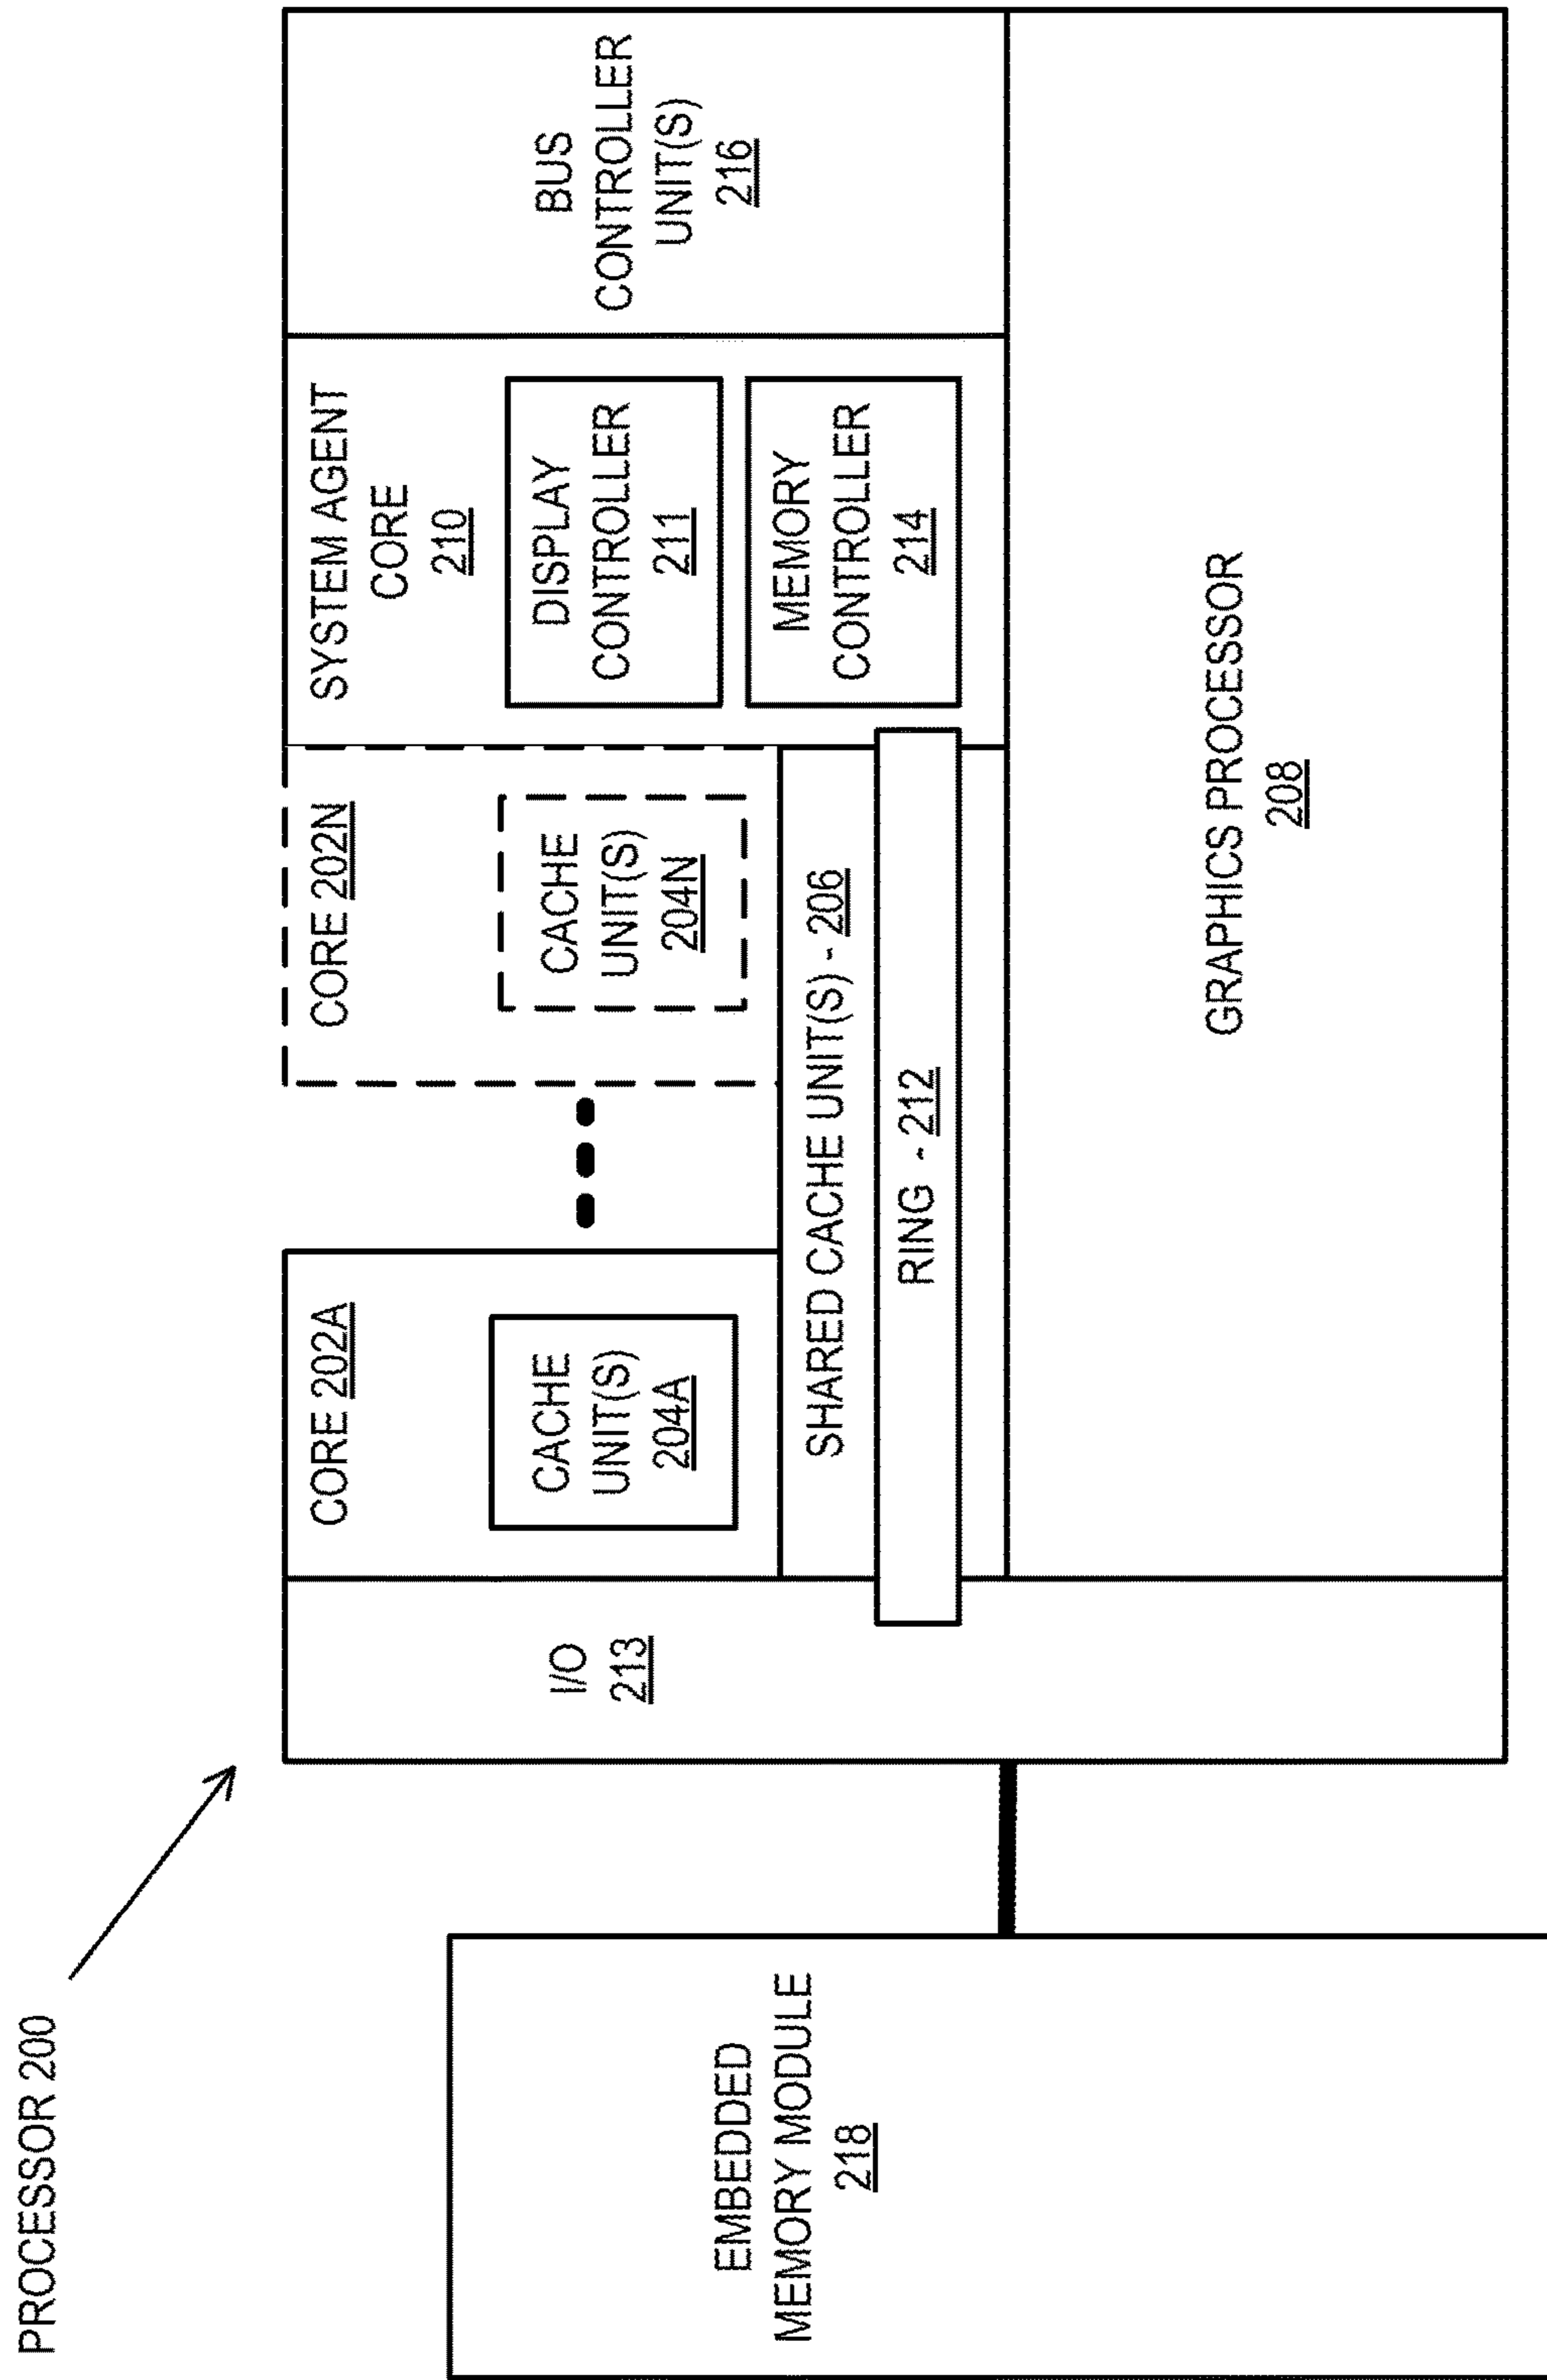 PROCESSOR 200
EMBEDDED
MEMORY MODULE
218
I/O
213
CORE 202A
CACHE
UNIT(S)
204A
CORE 202N
CACHE
UNIT(S)
204N
SHARED CACHE UNIT(S) - 206
RING - 212
SYSTEM AGENT
CORE
210
DISPLAY
CONTROLLER
211
MEMORY
CONTROLLER
214
BUS
CONTROLLER
UNIT(S)
216
GRAPHICS PROCESSOR
208